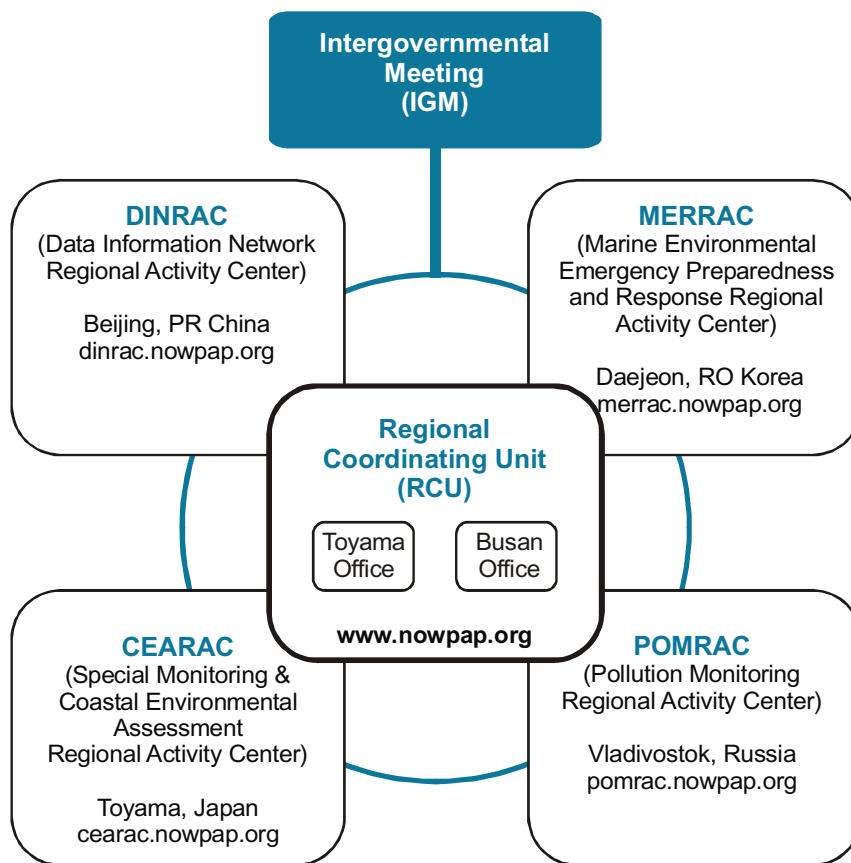 Intergovernmental
Meeting
(IGM)
DINRAC
(Data Information Network
Regional Activity Center)
Beijing, PR China
dinrac.nowpap.org
MERRAC
(Marine Environmental
Emergency Preparedness
and Response Regional
Activity Center)
Daejeon, RO Korea
merrac.nowpap.org
Regional
Coordinating Unit
(RCU)
Toyama
Office
Busan
Office
www.nowpap.org
CEARAC
(Special Monitoring &
Coastal Environmental
Assessment
Regional Activity Center)
Toyama, Japan
cearac.nowpap.org
POMRAC
(Pollution Monitoring
Regional Activity Center)
Vladivostok, Russia
pomrac.nowpap.org